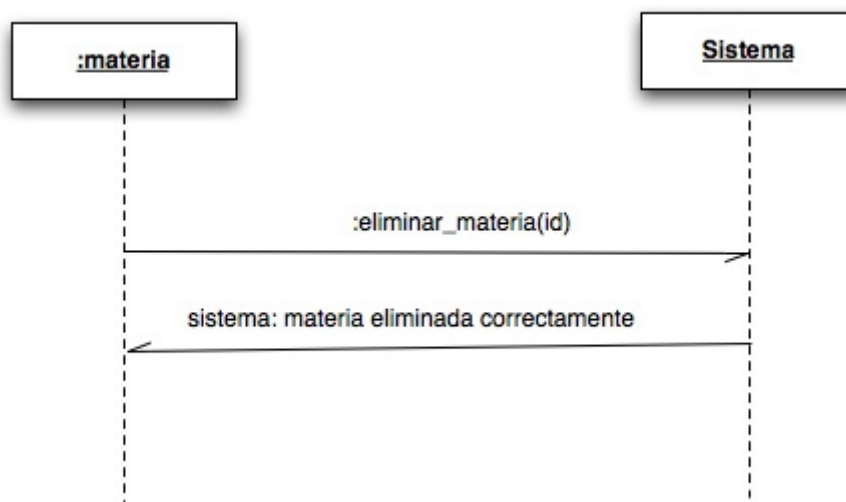 :materia
Sistema
:eliminar_materia(id)
sistema: materia eliminada correctamente